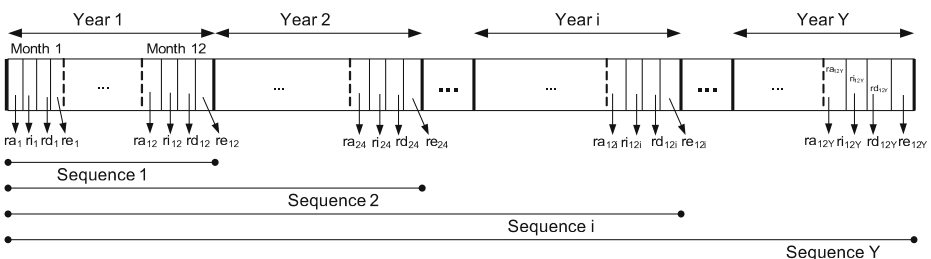 Year 1 Year 2 Year i Year Y
Month 1 Month 12
... ... ... ... ... ...
ra12Y ri12Y rd12Y
ra1 ri1 rd1 re1 ra12 ri12 rd12 re12 ra24 ri24 rd24 re24 ra12i ri12i rd12i re12i ra12Y ri12Y rd12Y re12Y
Sequence 1
Sequence 2
Sequence i
Sequence Y